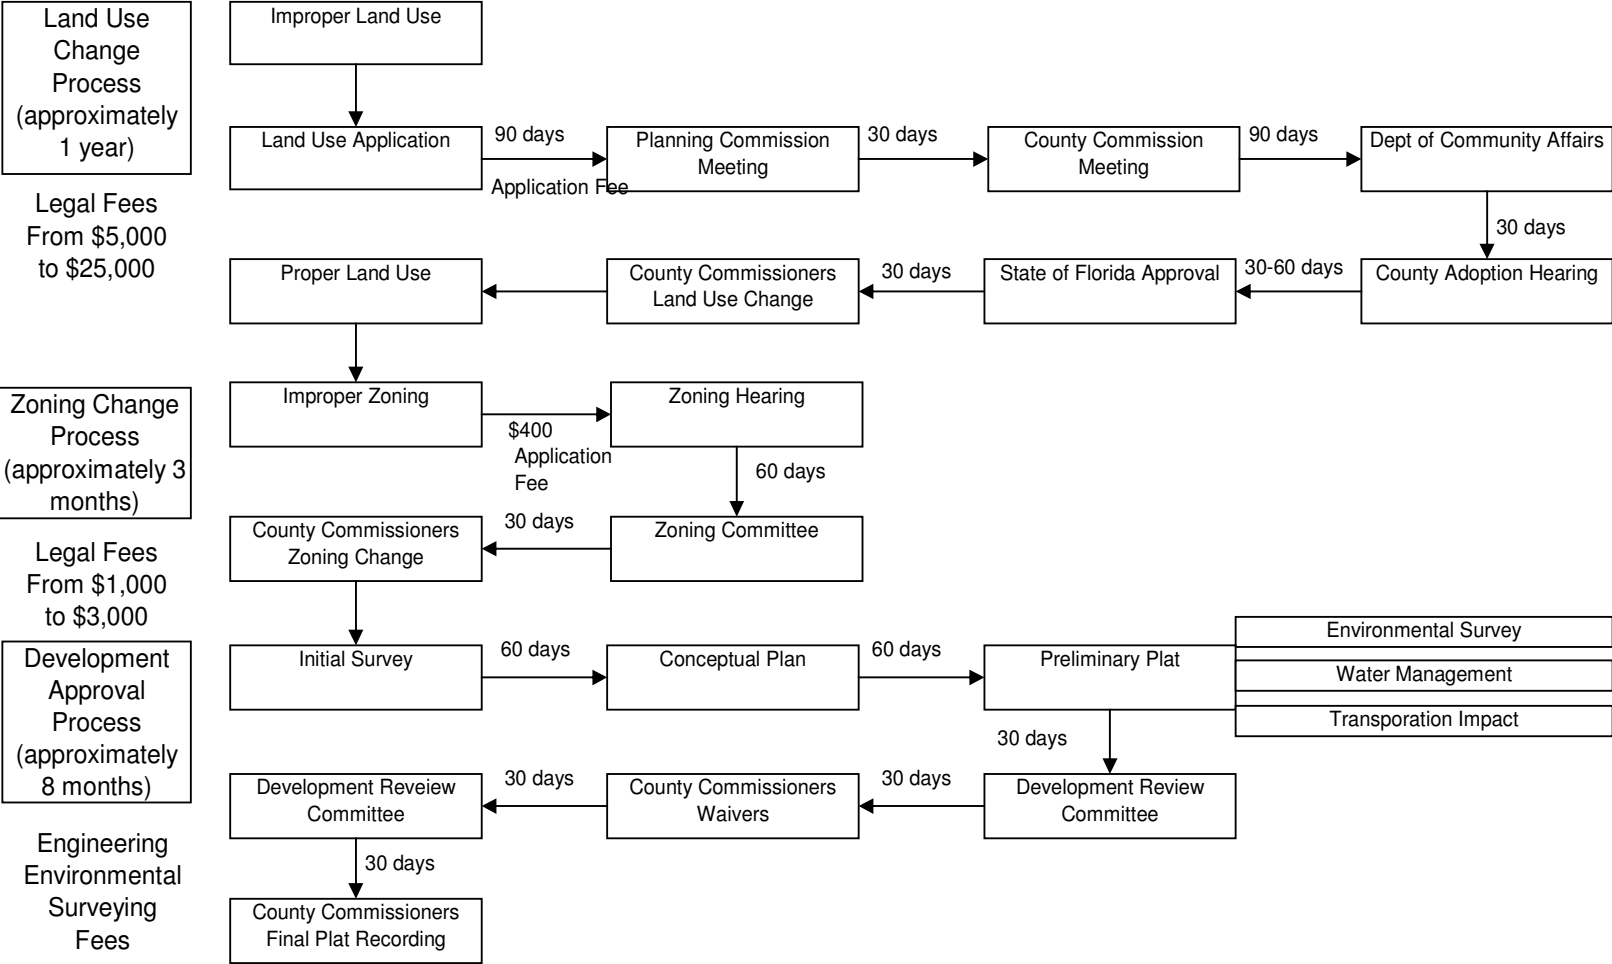 Land Use
Change
Process
(approximately
1 year)
Legal Fees
From $5,000
to $25,000
Improper Land Use
Land Use Application
90 days
Application Fee
Planning Commission
Meeting
30 days
County Commission
Meeting
90 days
Dept of Community Affairs
30 days
County Adoption Hearing
30-60 days
State of Florida Approval
30 days
County Commissioners
Land Use Change
Proper Land Use
Zoning Change
Process
(approximately 3
months)
Legal Fees
From $1,000
to $3,000
Improper Zoning
$400
Application
Fee
Zoning Hearing
60 days
Zoning Committee
30 days
County Commissioners
Zoning Change
Development
Approval
Process
(approximately
8 months)
Engineering
Environmental
Surveying
Fees
Initial Survey
60 days
Conceptual Plan
60 days
Preliminary Plat
Environmental Survey
Water Management
Transporation Impact
30 days
Development Review
Committee
30 days
County Commissioners
Waivers
30 days
Development Reveiew
Committee
30 days
County Commissioners
Final Plat Recording